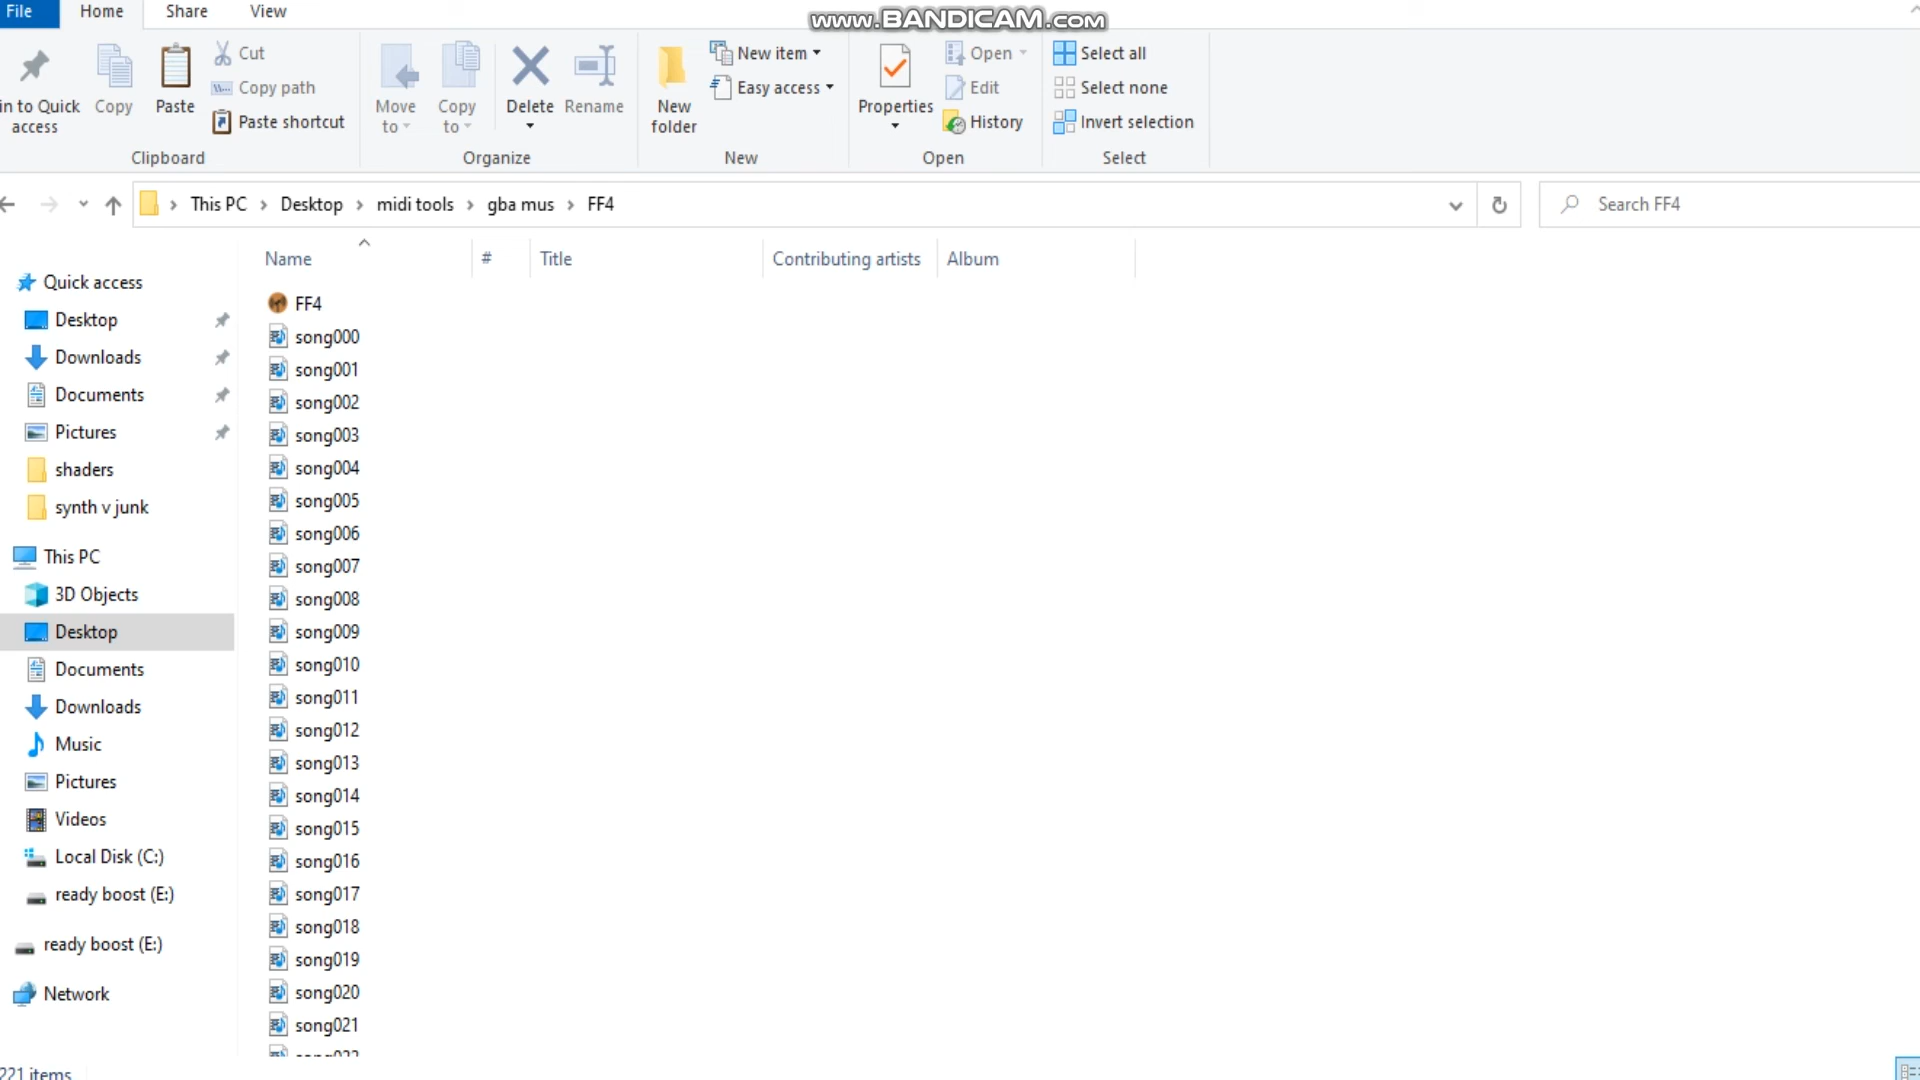 File Home Share View
www.BANDICAM.com
in to Quick access
Copy
Paste
Cut
Copy path
Paste shortcut
Clipboard
Move to
Copy to
Delete
Rename
Organize
New folder
New item
Easy access
New
Properties
Open
Edit
History
Open
Select all
Select none
Invert selection
Select
This PC > Desktop > midi tools > gba mus > FF4
Search FF4
Quick access
Desktop
Downloads
Documents
Pictures
shaders
synth v junk
This PC
3D Objects
Desktop
Documents
Downloads
Music
Pictures
Videos
Local Disk (C:)
ready boost (E:)
ready boost (E:)
Network
Name # Title Contributing artists Album
FF4
song000
song001
song002
song003
song004
song005
song006
song007
song008
song009
song010
song011
song012
song013
song014
song015
song016
song017
song018
song019
song020
song021
221 items